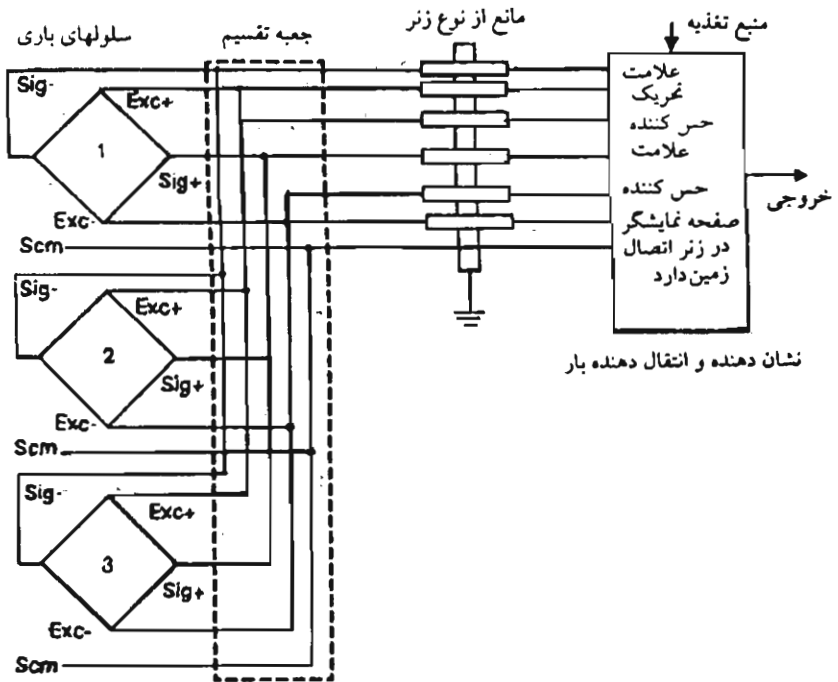 سلولهای باری
جعبه تقسیم
مانع از نوع زنر
منبع تغذیه
Sig-
Exc+
1
Sig+
Exc-
Scm
Sig-
Exc+
2
Sig+
Exc-
Scm
Sig-
Exc+
3
Sig+
Exc-
Scm
علامت
تحریک
حس کننده
علامت
حس کننده
صفحه نمایشگر
در زنر اتصال
زمین دارد
خروجی
نشان دهنده و انتقال دهنده بار